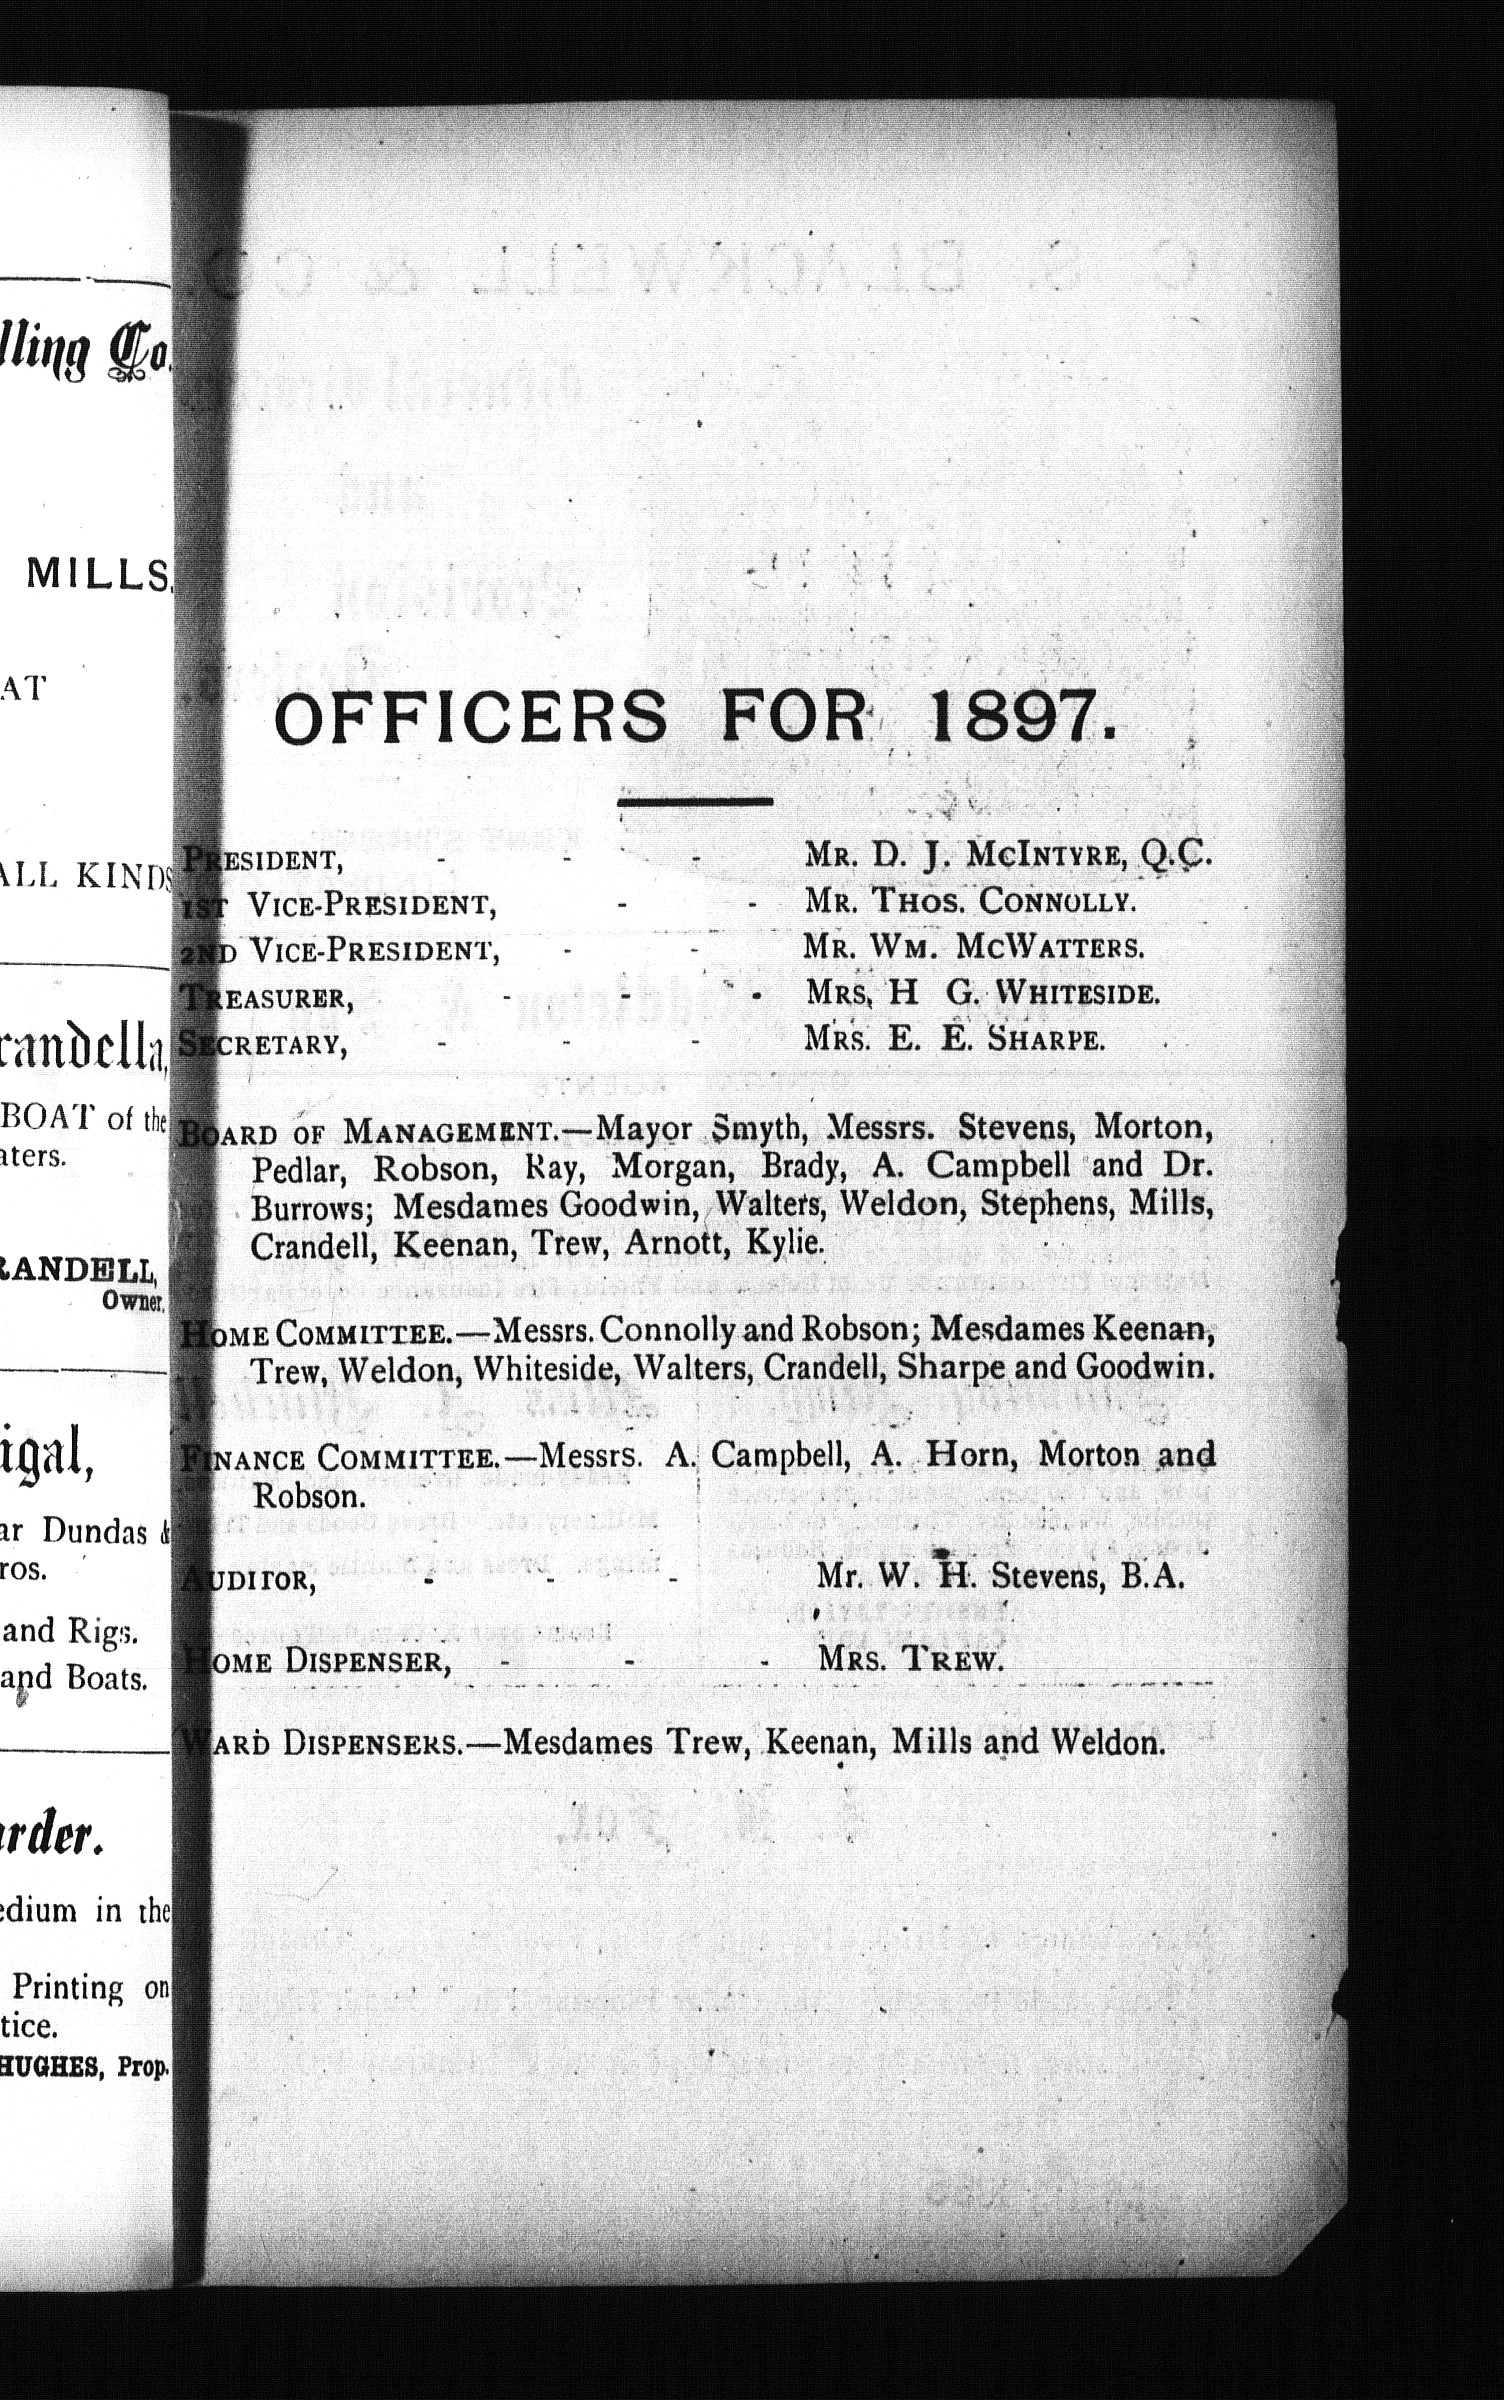 lling Co.
MILLS.
AT
ALL KINDS
randella,
BOAT of the
aters.
RANDELL,
Owner.
igal,
ar Dundas &
ros.
and Rigs.
and Boats.
arder.
edium in the
Printing on
tice.
HUGHES, Prop.
OFFICERS FOR 1897.
PRESIDENT, - - - MR. D. J. MCINTYRE, Q.C.
1ST VICE-PRESIDENT, - - MR. THOS. CONNOLLY.
2ND VICE-PRESIDENT, - - MR. WM. MCWATTERS.
TREASURER, - - - MRS. H G. WHITESIDE.
SECRETARY, - - - MRS. E. E. SHARPE.
BOARD OF MANAGEMENT.—Mayor Smyth, Messrs. Stevens, Morton,
Pedlar, Robson, Ray, Morgan, Brady, A. Campbell and Dr.
Burrows; Mesdames Goodwin, Walters, Weldon, Stephens, Mills,
Crandell, Keenan, Trew, Arnott, Kylie.
HOME COMMITTEE.—Messrs. Connolly and Robson; Mesdames Keenan,
Trew, Weldon, Whiteside, Walters, Crandell, Sharpe and Goodwin.
FINANCE COMMITTEE.—Messrs. A. Campbell, A. Horn, Morton and
Robson.
AUDITOR, - - - Mr. W. H. Stevens, B.A.
HOME DISPENSER, - - - MRS. TREW.
WARD DISPENSERS.—Mesdames Trew, Keenan, Mills and Weldon.